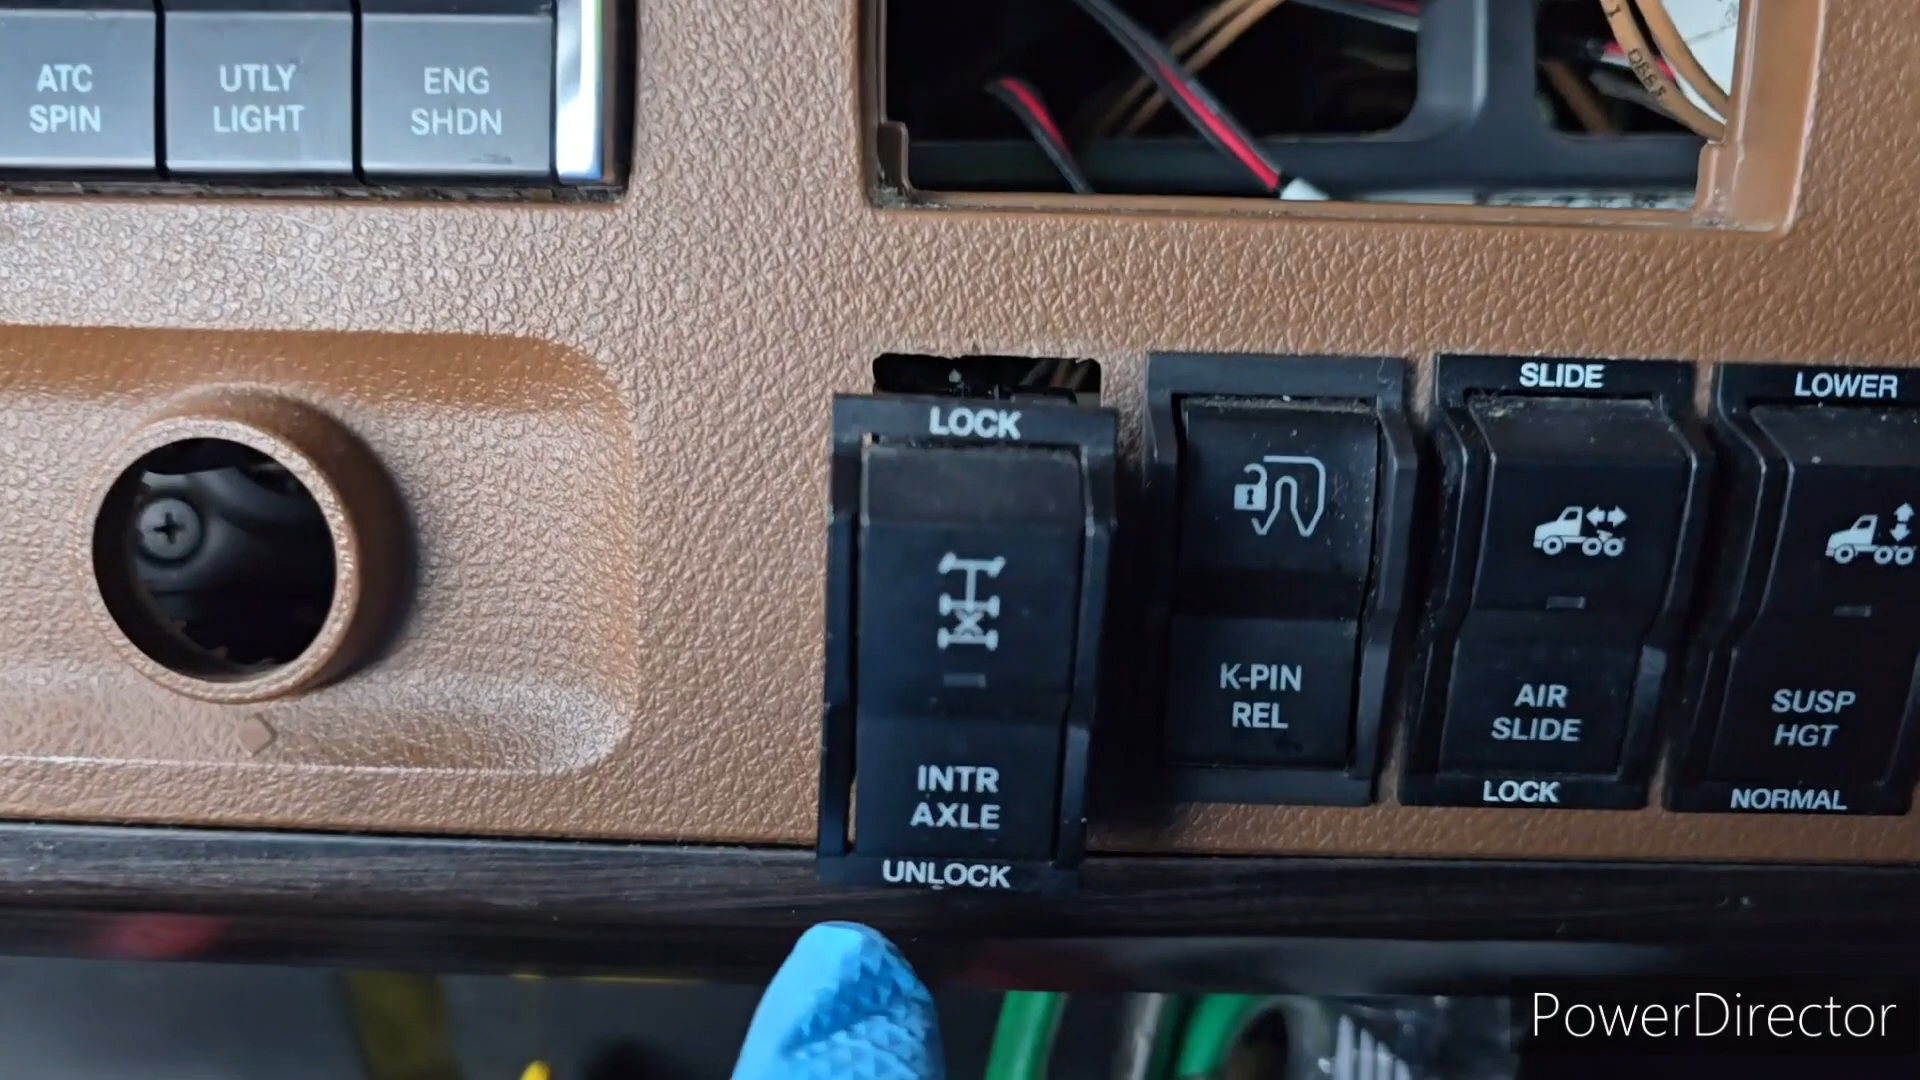 ATC
SPIN
UTLY
LIGHT
ENG
SHDN
LOCK
INTR
AXLE
UNLOCK
K-PIN
REL
SLIDE
AIR
SLIDE
LOCK
LOWER
SUSP
HGT
NORMAL
PowerDirector